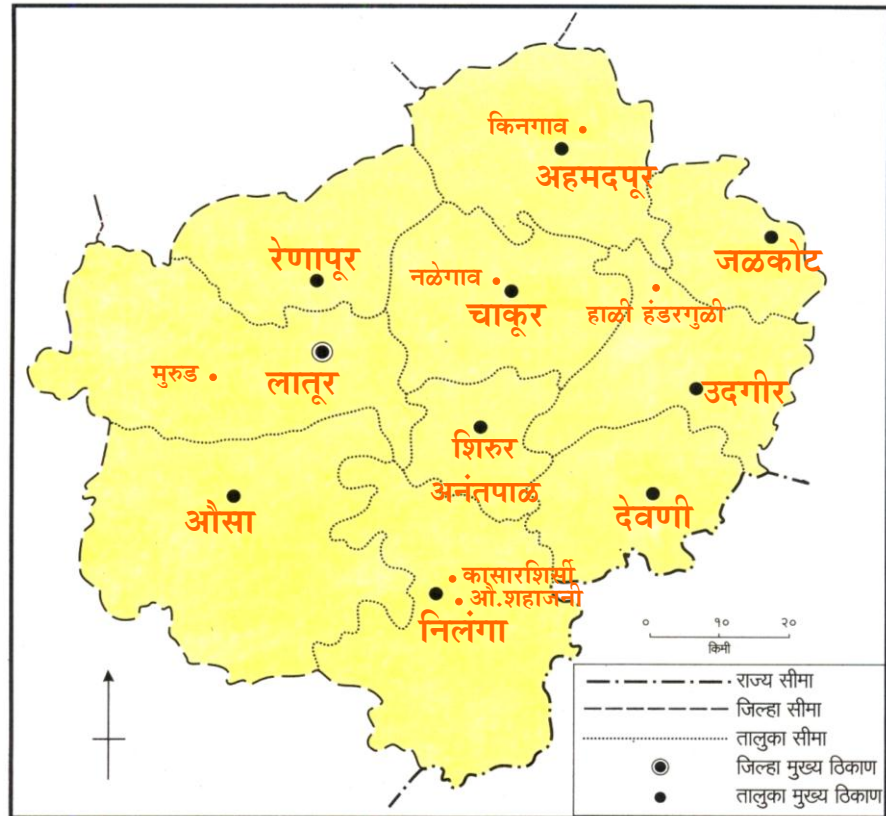 किनगाव
अहमदपूर
जळकोट
रेणापूर
नळेगाव
चाकूर
हाळी हंडरगुळी
मुरुड
लातूर
उदगीर
शिरुर
अनंतपाळ
औसा
देवणी
कासारशिर्सी
औ.शहाजनी
निलंगा
० १० २०
किमी
राज्य सीमा
जिल्हा सीमा
तालुका सीमा
जिल्हा मुख्य ठिकाण
तालुका मुख्य ठिकाण